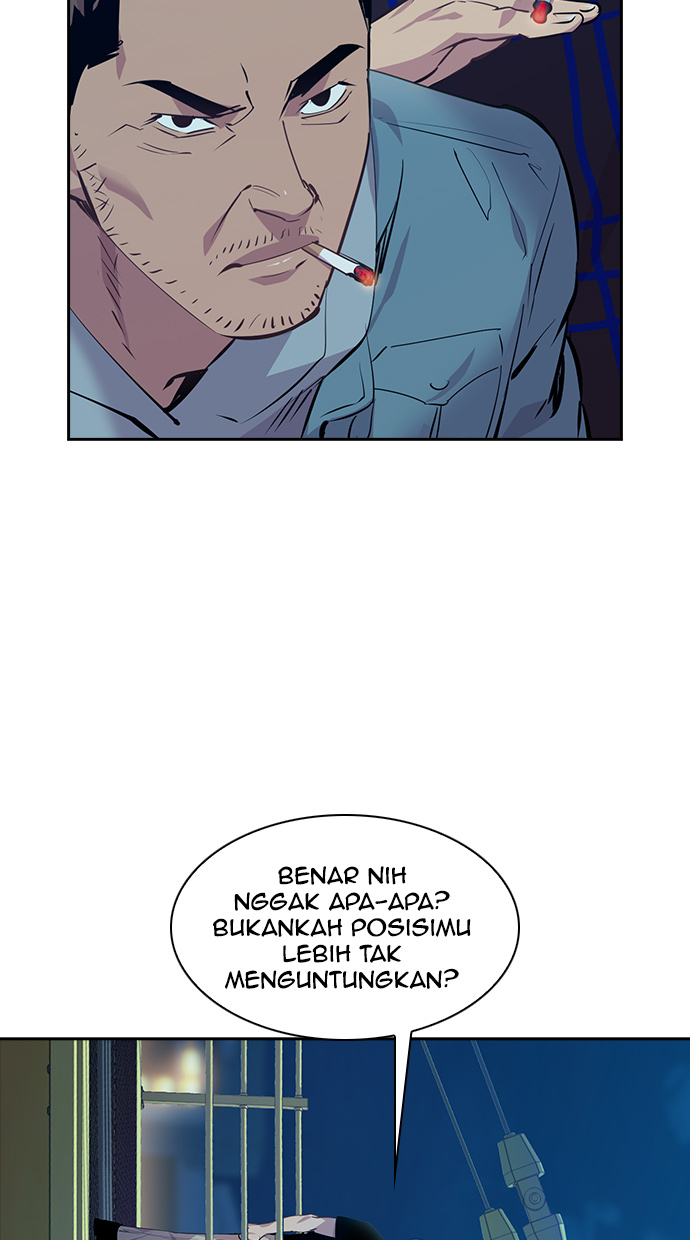 BENAR NIH
NGGAK APA-APA?
BUKANKAH POSISIMU
LEBIH TAK
MENGUNTUNGKAN?